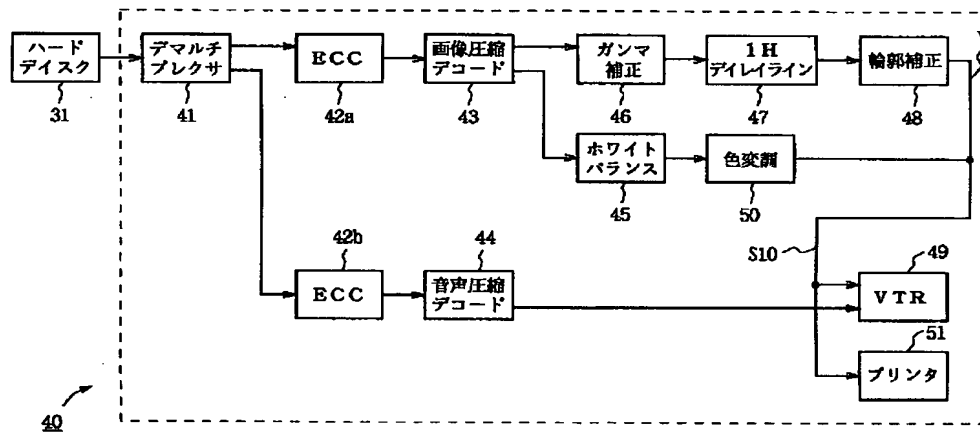 ハード
デイスク
31
デマルチ
プレクサ
41
ECC
42a
画像圧縮
デコード
43
ガンマ
補正
46
1H
デイレイライン
47
輪郭補正
48
ホワイト
バランス
45
色変調
50
42b
ECC
44
音声圧縮
デコード
S10
49
VTR
51
プリンタ
40